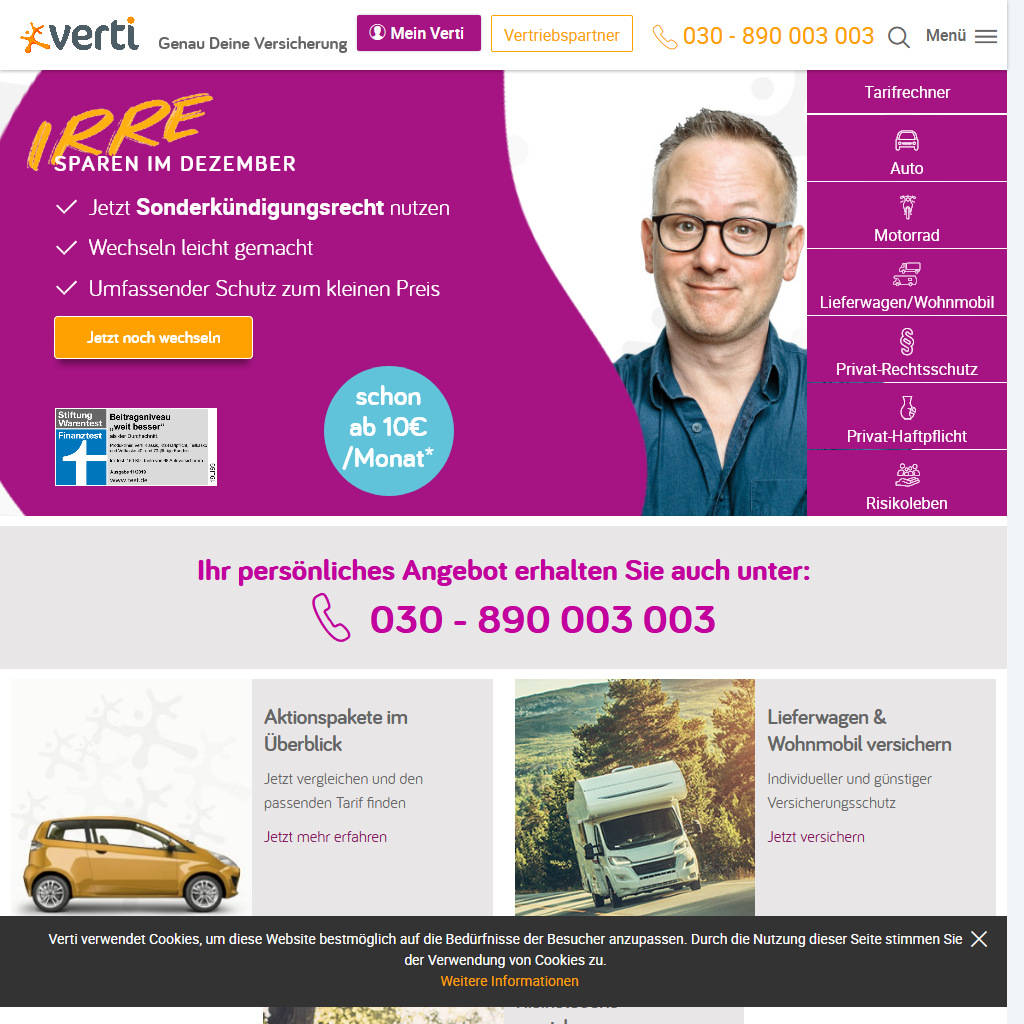 verti
Genau Deine Versicherung
Mein Verti
Vertriebspartner
030 - 890 003 003
Menü
IRRE
SPAREN IM DEZEMBER
Jetzt Sonderkündigungsrecht nutzen
Wechseln leicht gemacht
Umfassender Schutz zum kleinen Preis
Jetzt noch wechseln
schon
ab 10€
/Monat*
Stiftung
Warentest
Finanztest
Beitragsniveau
„weit besser“
als der Durchschnitt
www.test.de
Tarifrechner
Auto
Motorrad
Lieferwagen/Wohnmobil
Privat-Rechtsschutz
Privat-Haftpflicht
Risikoleben
Ihr persönliches Angebot erhalten Sie auch unter:
030 - 890 003 003
Aktionspakete im
Überblick
Jetzt vergleichen und den
passenden Tarif finden
Jetzt mehr erfahren
Lieferwagen &
Wohnmobil versichern
Individueller und günstiger
Versicherungsschutz
Jetzt versichern
Verti verwendet Cookies, um diese Website bestmöglich auf die Bedürfnisse der Besucher anzupassen. Durch die Nutzung dieser Seite stimmen Sie
der Verwendung von Cookies zu.
Weitere Informationen